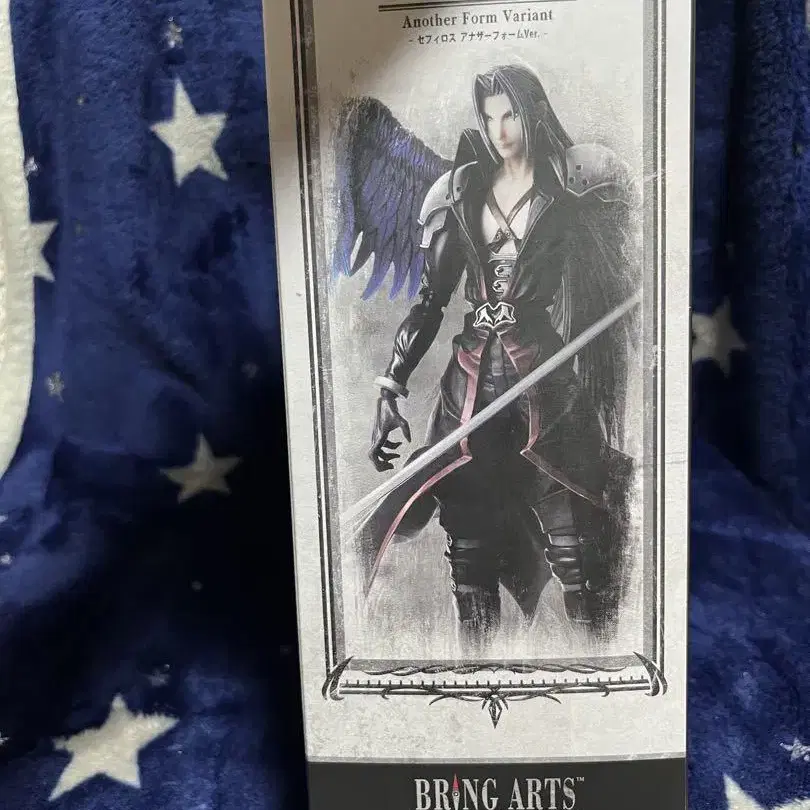 Another Form Variant
- セフィロス アナザーフォームVer. -
BRING ARTS™